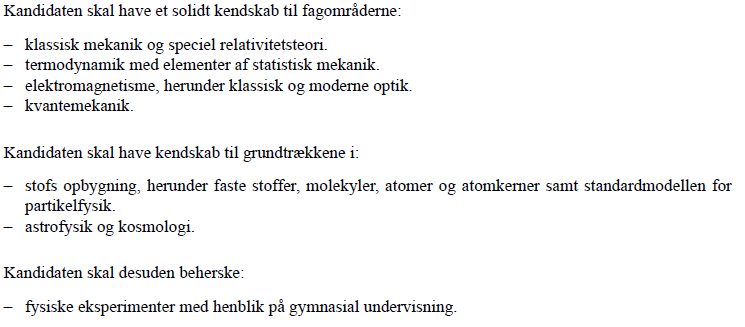 Kandidaten skal have et solidt kendskab til fagområderne:
– klassisk mekanik og speciel relativitetsteori.
– termodynamik med elementer af statistisk mekanik.
– elektromagnetisme, herunder klassisk og moderne optik.
– kvantemekanik.
Kandidaten skal have kendskab til grundtrækkene i:
– stofs opbygning, herunder faste stoffer, molekyler, atomer og atomkerner samt standardmodellen for
partikelfysik.
– astrofysik og kosmologi.
Kandidaten skal desuden beherske:
– fysiske eksperimenter med henblik på gymnasial undervisning.